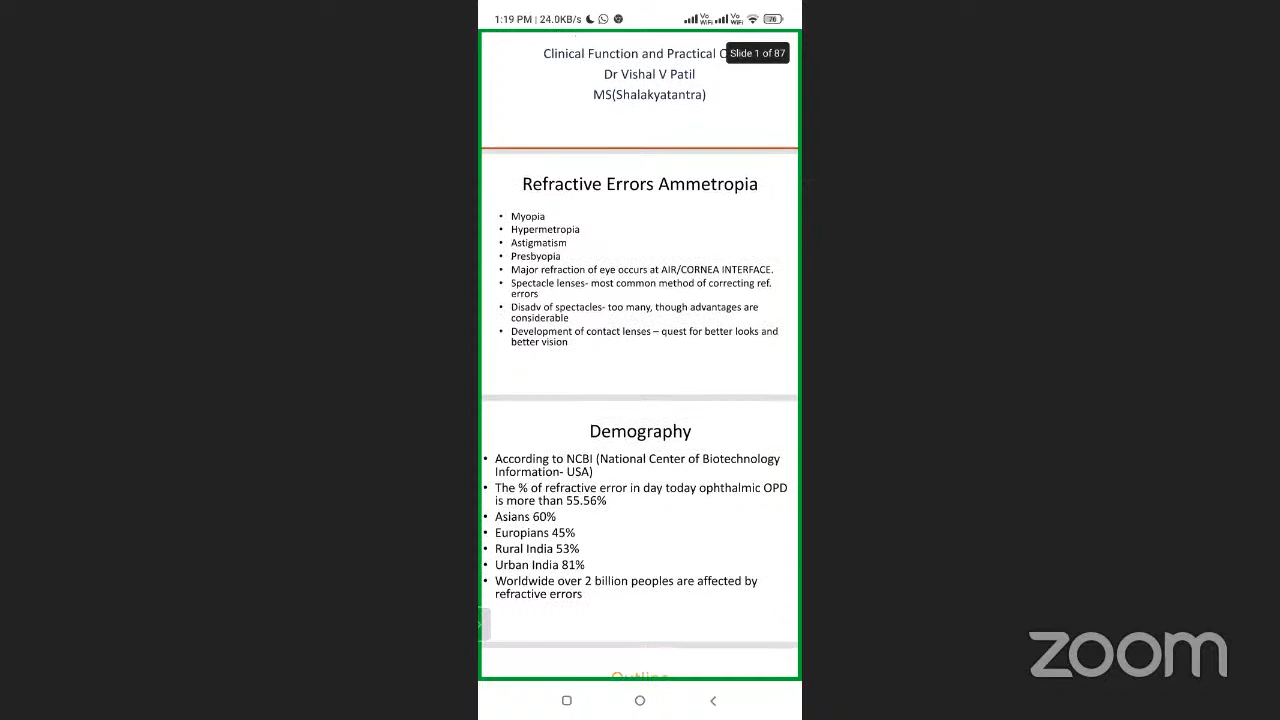 1:19 PM | 24.0KB/s
Vo WiFi Vo WiFi 76
Clinical Function and Practical
Slide 1 of 87
Dr Vishal V Patil
MS(Shalakyatantra)
Refractive Errors Ammetropia
• Myopia
• Hypermetropia
• Astigmatism
• Presbyopia
• Major refraction of eye occurs at AIR/CORNEA INTERFACE.
• Spectacle lenses- most common method of correcting ref.
errors
• Disadv of spectacles- too many, though advantages are
considerable
• Development of contact lenses – quest for better looks and
better vision
Demography
• According to NCBI (National Center of Biotechnology
Information- USA)
• The % of refractive error in day today ophthalmic OPD
is more than 55.56%
• Asians 60%
• Europians 45%
• Rural India 53%
• Urban India 81%
• Worldwide over 2 billion peoples are affected by
refractive errors
zoom